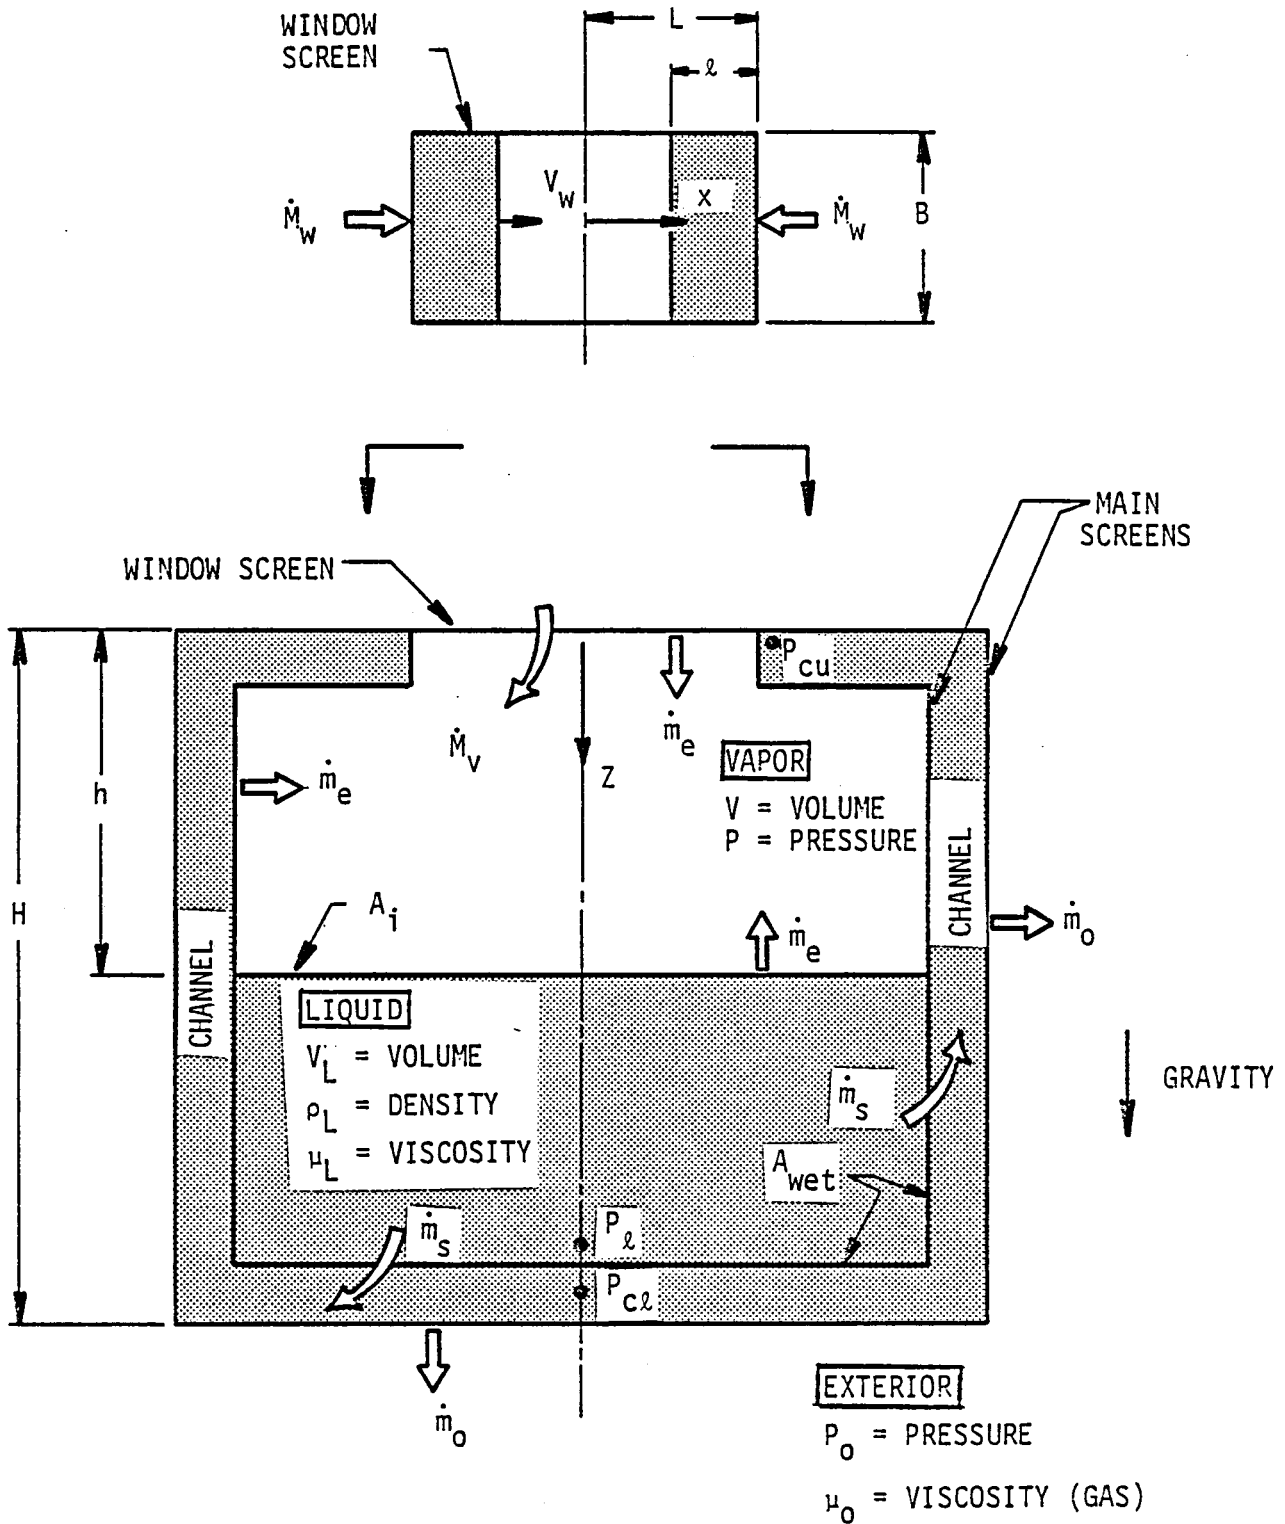 WINDOW
SCREEN
L
ℓ
Ṁw
Vw
x
Ṁw
B
MAIN
SCREENS
WINDOW SCREEN
Pcu
ṁe
Ṁv
VAPOR
Z
ṁe
V = VOLUME
P = PRESSURE
h
H
Ai
CHANNEL
ṁo
ṁe
CHANNEL
LIQUID
VL = VOLUME
ρL = DENSITY
μL = VISCOSITY
ṁs
GRAVITY
Awet
ṁs
Pℓ
Pcℓ
ṁo
EXTERIOR
Po = PRESSURE
μo = VISCOSITY (GAS)